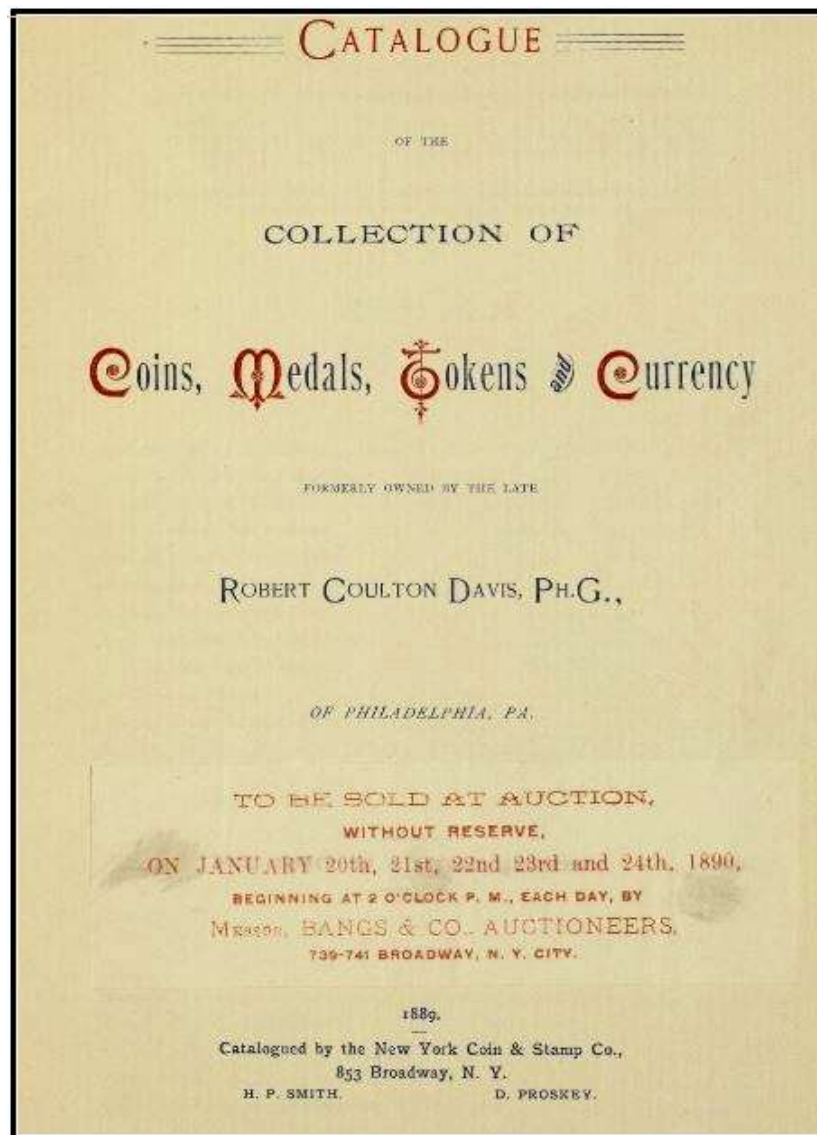 CATALOGUE
OF THE
COLLECTION OF
Coins, Medals, Tokens and Currency
FORMERLY OWNED BY THE LATE
ROBERT COULTON DAVIS, PH.G.,
OF PHILADELPHIA, PA.
TO BE SOLD AT AUCTION,
WITHOUT RESERVE,
ON JANUARY 20th, 21st, 22nd 23rd and 24th, 1890,
BEGINNING AT 2 O'CLOCK P. M., EACH DAY, BY
Messrs. BANGS & CO., AUCTIONEERS,
739-741 BROADWAY, N. Y. CITY.
1889.
Catalogued by the New York Coin & Stamp Co.,
853 Broadway, N. Y.
H. P. SMITH. D. PROSKEY.